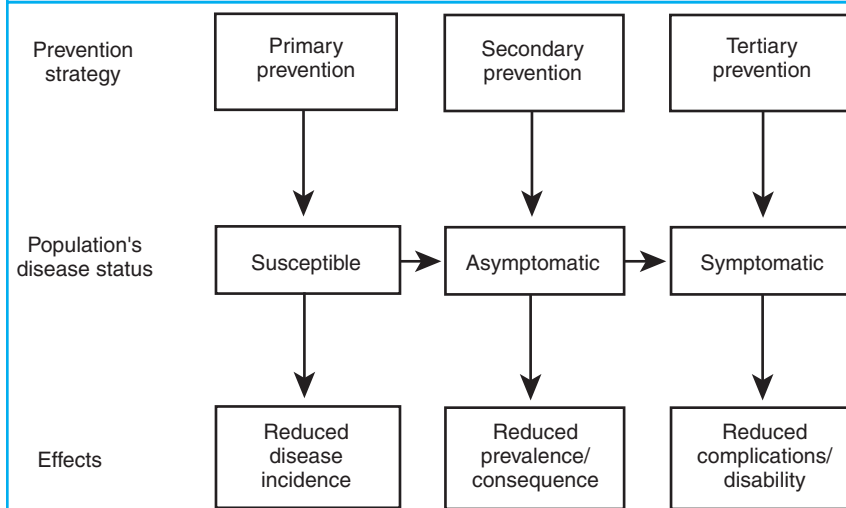 Prevention
strategy
Primary
prevention
Secondary
prevention
Tertiary
prevention
Population's
disease status
Susceptible
Asymptomatic
Symptomatic
Effects
Reduced
disease
incidence
Reduced
prevalence/
consequence
Reduced
complications/
disability